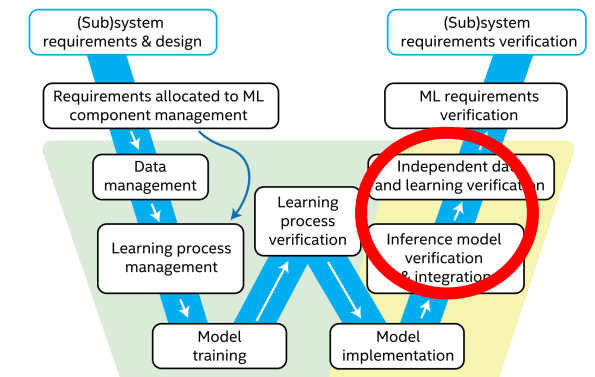 (Sub)system
requirements & design
(Sub)system
requirements verification
Requirements allocated to ML
component management
ML requirements
verification
Data
management
Independent data
and learning verification
Learning
process
verification
Learning process
management
Inference model
verification
& integration
Model
training
Model
implementation